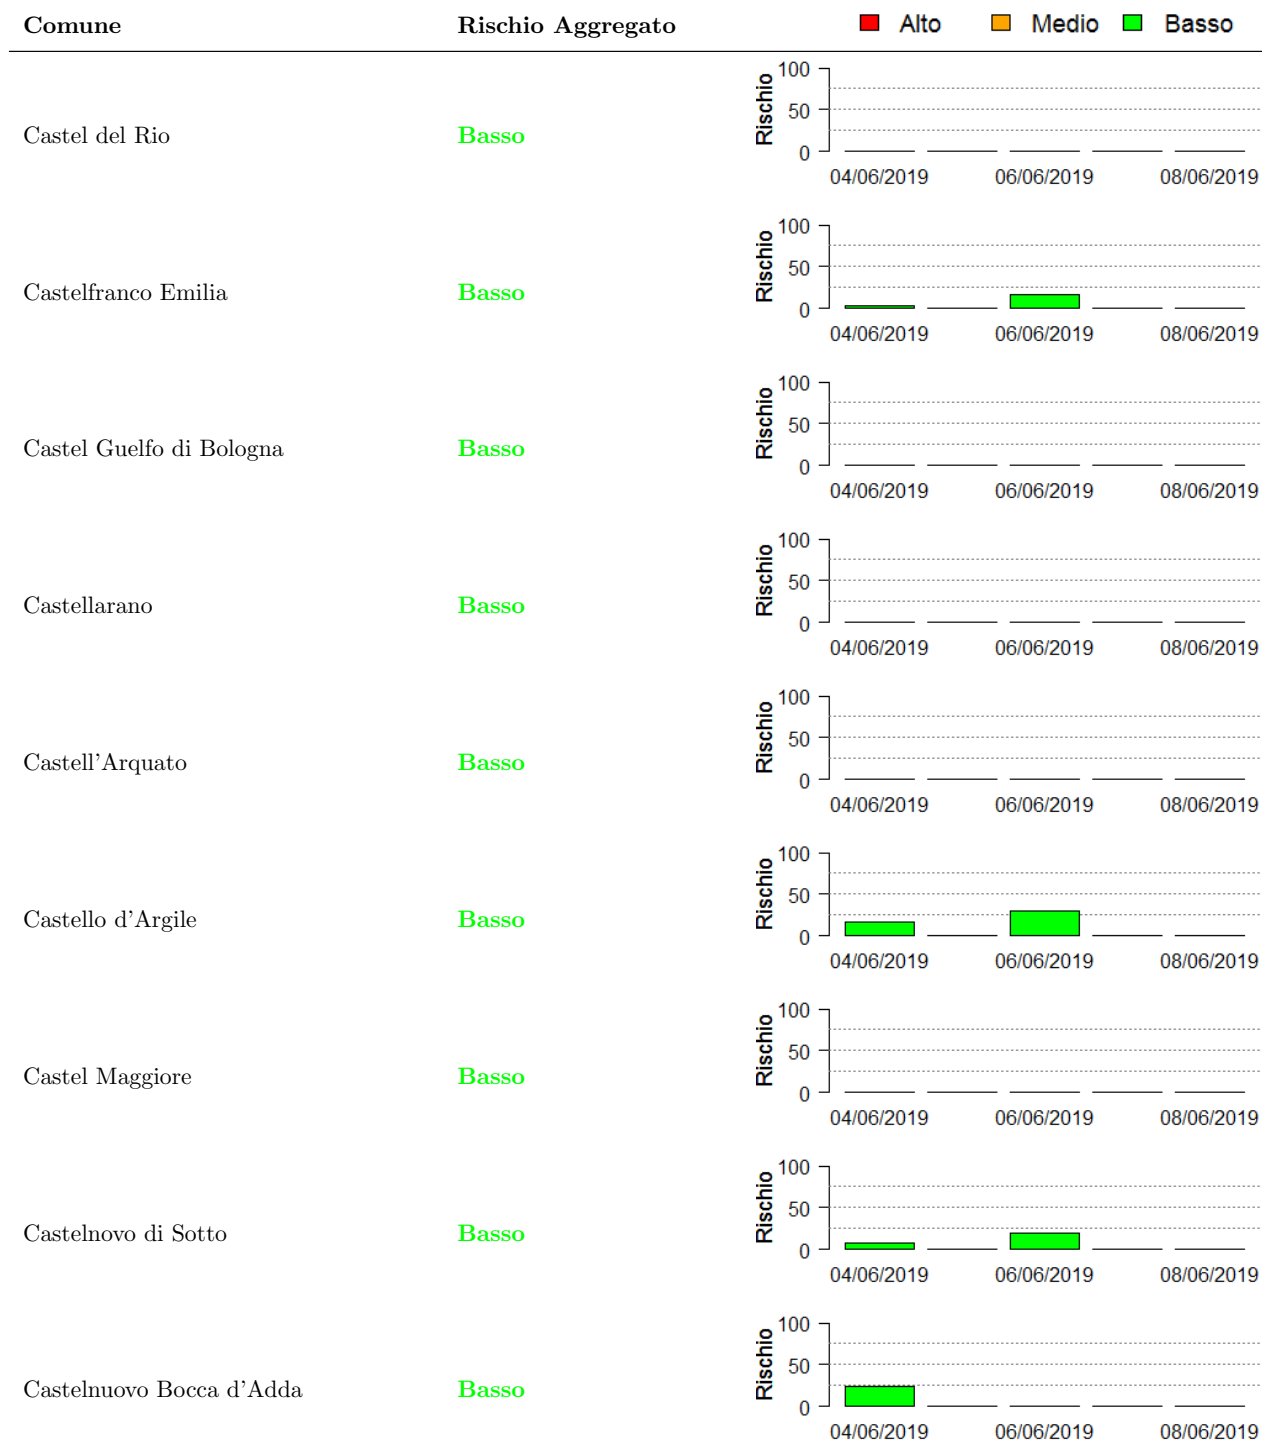 Comune Rischio Aggregato Alto Medio Basso
Castel del Rio Basso Rischio 100 50 0
04/06/2019 06/06/2019 08/06/2019
Castelfranco Emilia Basso Rischio 100 50 0
04/06/2019 06/06/2019 08/06/2019
Castel Guelfo di Bologna Basso Rischio 100 50 0
04/06/2019 06/06/2019 08/06/2019
Castellarano Basso Rischio 100 50 0
04/06/2019 06/06/2019 08/06/2019
Castell'Arquato Basso Rischio 100 50 0
04/06/2019 06/06/2019 08/06/2019
Castello d'Argile Basso Rischio 100 50 0
04/06/2019 06/06/2019 08/06/2019
Castel Maggiore Basso Rischio 100 50 0
04/06/2019 06/06/2019 08/06/2019
Castelnovo di Sotto Basso Rischio 100 50 0
04/06/2019 06/06/2019 08/06/2019
Castelnuovo Bocca d'Adda Basso Rischio 100 50 0
04/06/2019 06/06/2019 08/06/2019